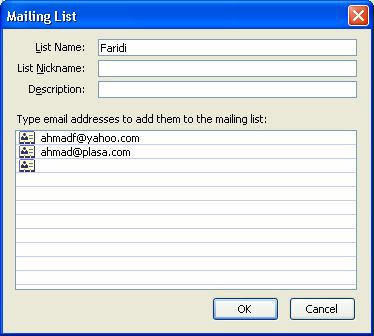 Mailing List
List Name: Faridi
List Nickname:
Description:
Type email addresses to add them to the mailing list:
ahmadf@yahoo.com
ahmad@plasa.com
OK Cancel